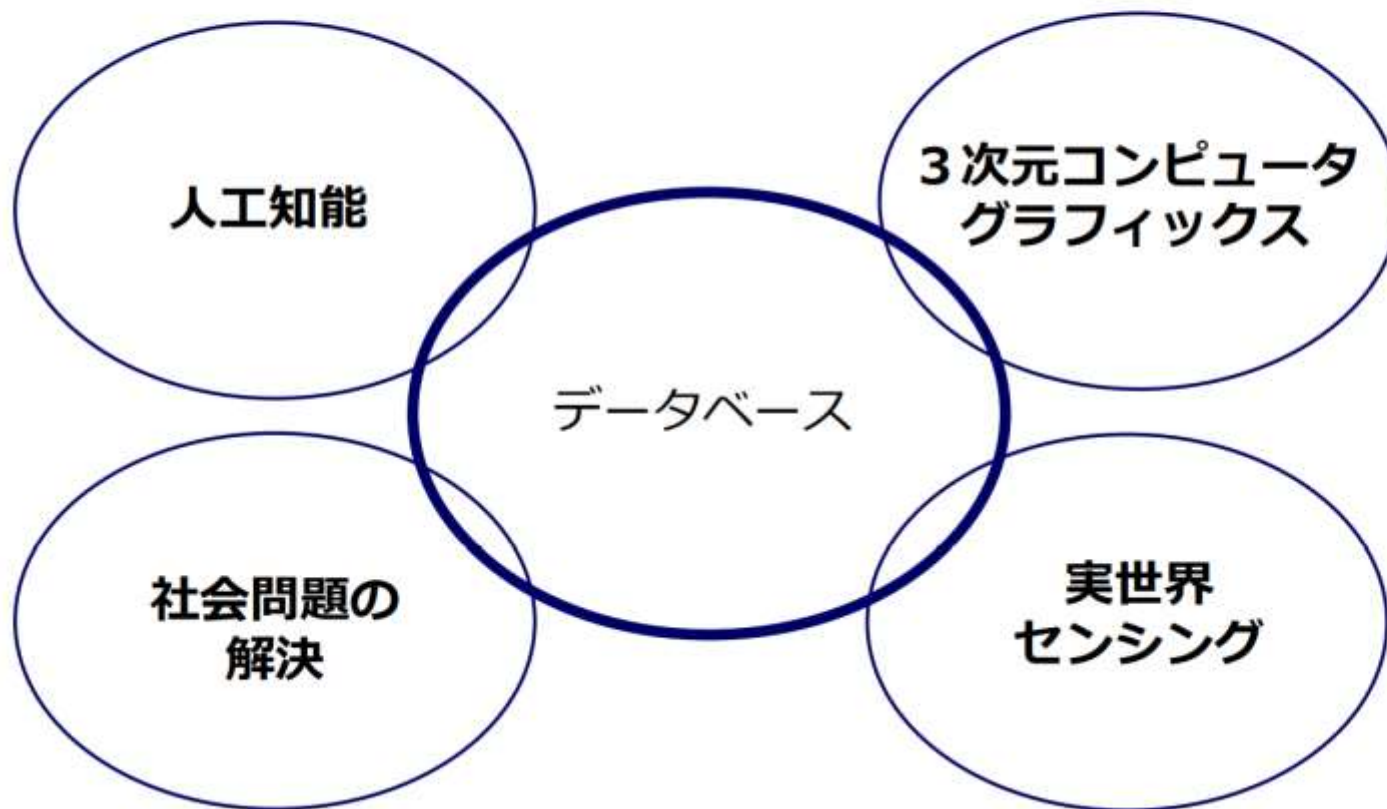 人工知能
３次元コンピュータ
グラフィックス
データベース
社会問題の
解決
実世界
センシング